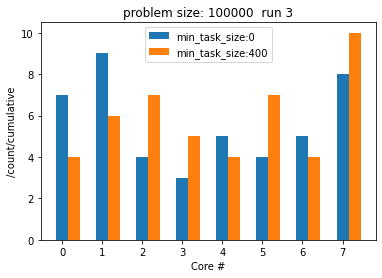 problem size: 100000  run 3
min_task_size:0
min_task_size:400
/count/cumulative
10
8
6
4
2
0
0 1 2 3 4 5 6 7
Core #